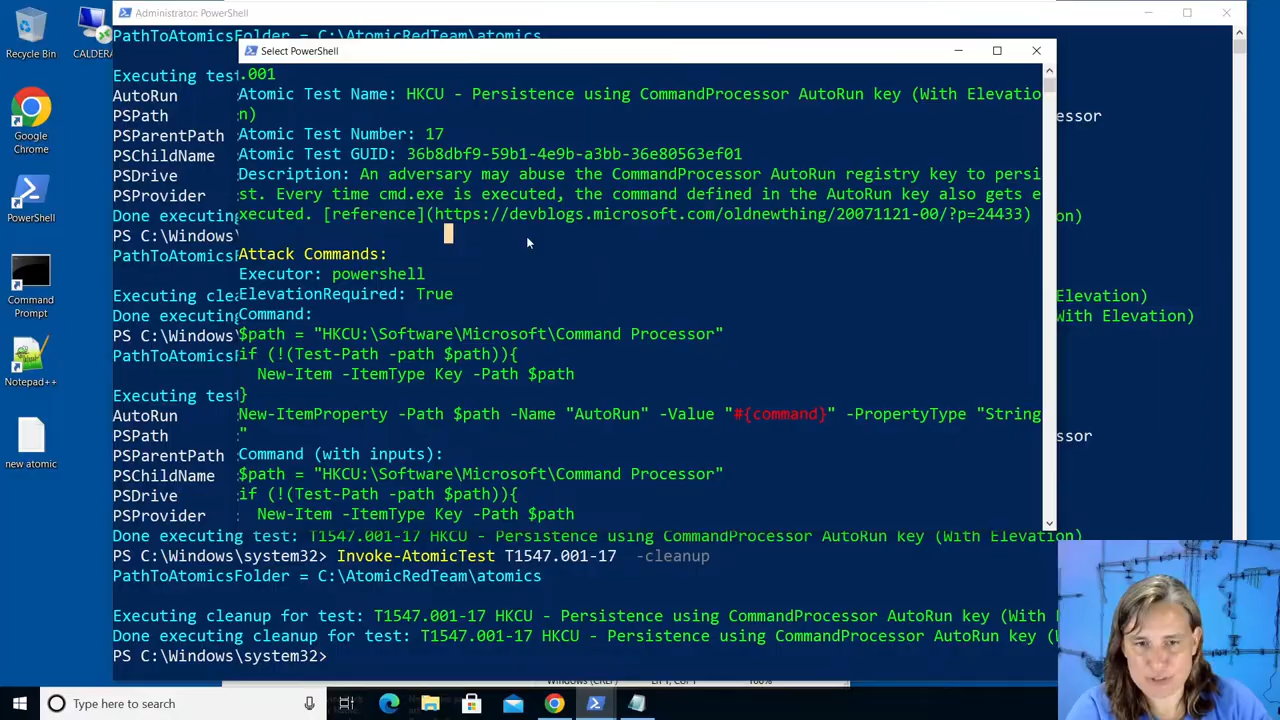 Administrator: PowerShell
Recycle Bin
CALDERA
Google
Chrome
PowerShell
Command
Prompt
Notepad++
new atomic
PathToAtomicsFolder = C:\AtomicRedTeam\atomics
Executing test
AutoRun
PSPath
PSParentPath
PSChildName
PSDrive
PSProvider
Done executing
PS C:\Windows\
PathToAtomicsF
Executing clea
Done executing
PS C:\Windows\
PathToAtomicsF
Executing test
AutoRun
PSPath
PSParentPath
PSChildName
PSDrive
PSProvider
Select PowerShell
.001
Atomic Test Name: HKCU - Persistence using CommandProcessor AutoRun key (With Elevatio
n)
Atomic Test Number: 17
Atomic Test GUID: 36b8dbf9-59b1-4e9b-a3bb-36e80563ef01
Description: An adversary may abuse the CommandProcessor AutoRun registry key to persi
st. Every time cmd.exe is executed, the command defined in the AutoRun key also gets e
xecuted. [reference](https://devblogs.microsoft.com/oldnewthing/20071121-00/?p=24433)
Attack Commands:
Executor: powershell
ElevationRequired: True
Command:
$path = "HKCU:\Software\Microsoft\Command Processor"
if (!(Test-Path -path $path)){
New-Item -ItemType Key -Path $path
}
New-ItemProperty -Path $path -Name "AutoRun" -Value "#{command}" -PropertyType "String
"
Command (with inputs):
$path = "HKCU:\Software\Microsoft\Command Processor"
if (!(Test-Path -path $path)){
New-Item -ItemType Key -Path $path
essor
on)
Elevation)
With Elevation)
ssor
Done executing test: T1547.001-17 HKCU - Persistence using CommandProcessor AutoRun key (With Elevation)
PS C:\Windows\system32> Invoke-AtomicTest T1547.001-17 -cleanup
PathToAtomicsFolder = C:\AtomicRedTeam\atomics
Executing cleanup for test: T1547.001-17 HKCU - Persistence using CommandProcessor AutoRun key (With
Done executing cleanup for test: T1547.001-17 HKCU - Persistence using CommandProcessor AutoRun key (W
PS C:\Windows\system32>
Type here to search